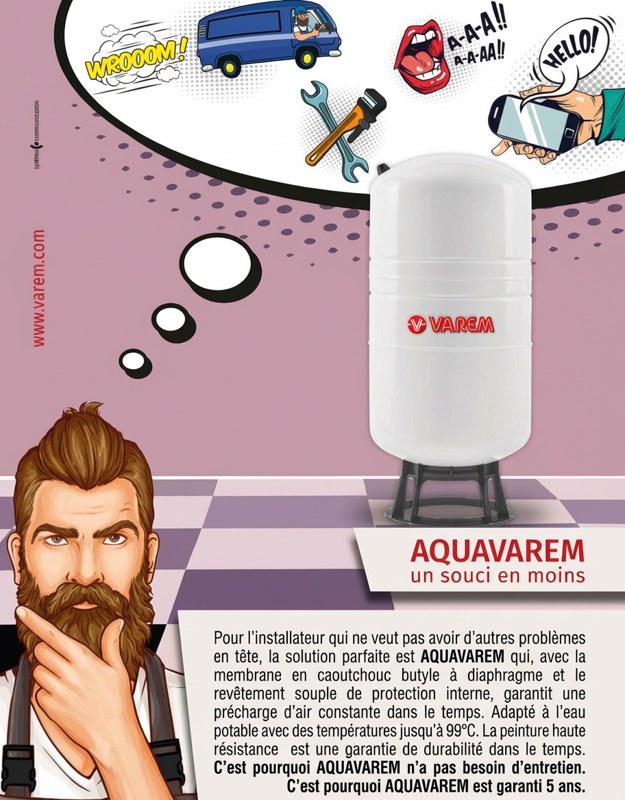 WROOOM!
A-A-A!!
A-A-AA!!
HELLO!
www.varem.com
VAREM
AQUAVAREM
un souci en moins
Pour l'installateur qui ne veut pas avoir d'autres problèmes
en tête, la solution parfaite est AQUAVAREM qui, avec la
membrane en caoutchouc butyle à diaphragme et le
revêtement souple de protection interne, garantit une
précharge d'air constante dans le temps. Adapté à l'eau
potable avec des températures jusqu'à 99°C. La peinture haute
résistance est une garantie de durabilité dans le temps.
C'est pourquoi AQUAVAREM n'a pas besoin d'entretien.
C'est pourquoi AQUAVAREM est garanti 5 ans.